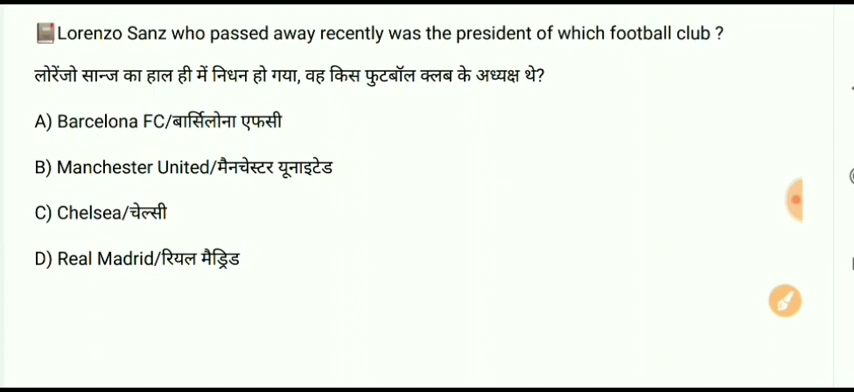 Lorenzo Sanz who passed away recently was the president of which football club ?
लोरेंजो सान्ज का हाल ही में निधन हो गया, वह किस फुटबॉल क्लब के अध्यक्ष थे?
A) Barcelona FC/बार्सिलोना एफसी
B) Manchester United/मैनचेस्टर यूनाइटेड
C) Chelsea/चेल्सी
D) Real Madrid/रियल मैड्रिड